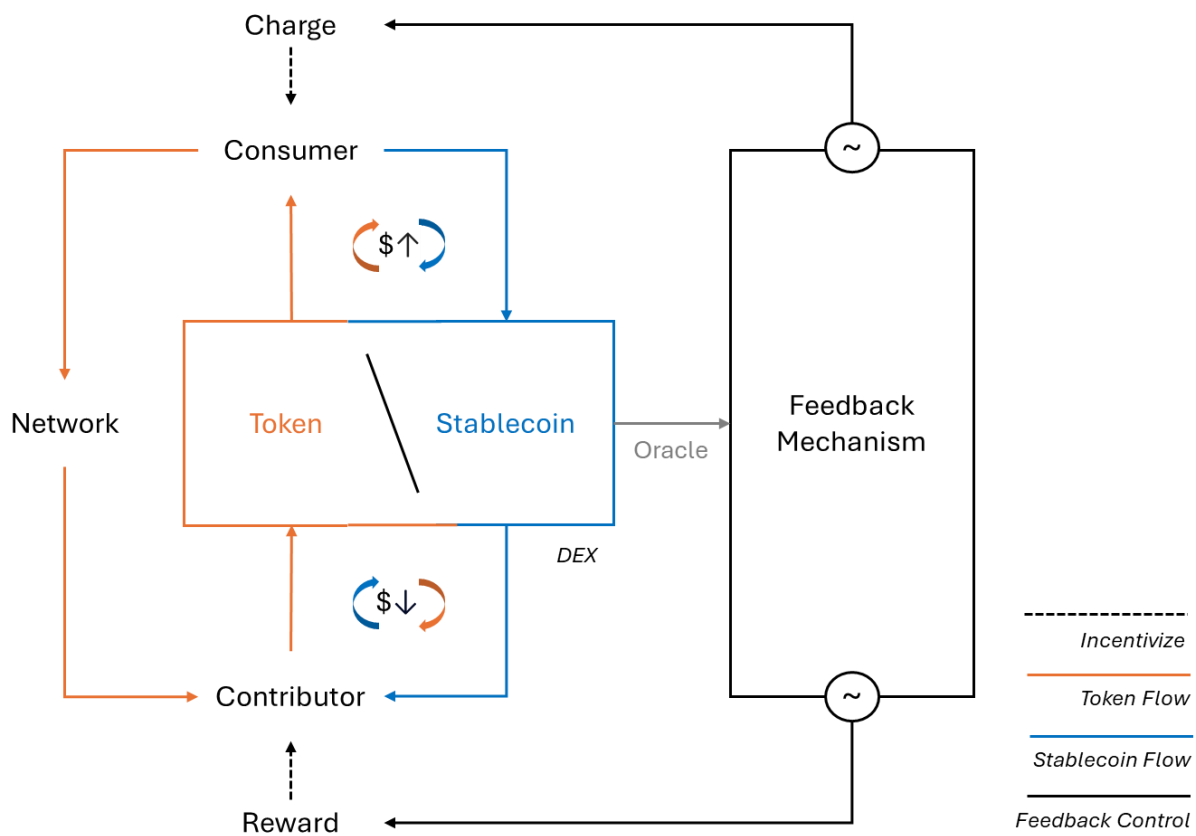 Charge
~
Consumer
$↑
Network
Token
Stablecoin
Oracle
Feedback
Mechanism
DEX
$↓
Incentivize
Contributor
~
Token Flow
Stablecoin Flow
Reward
Feedback Control